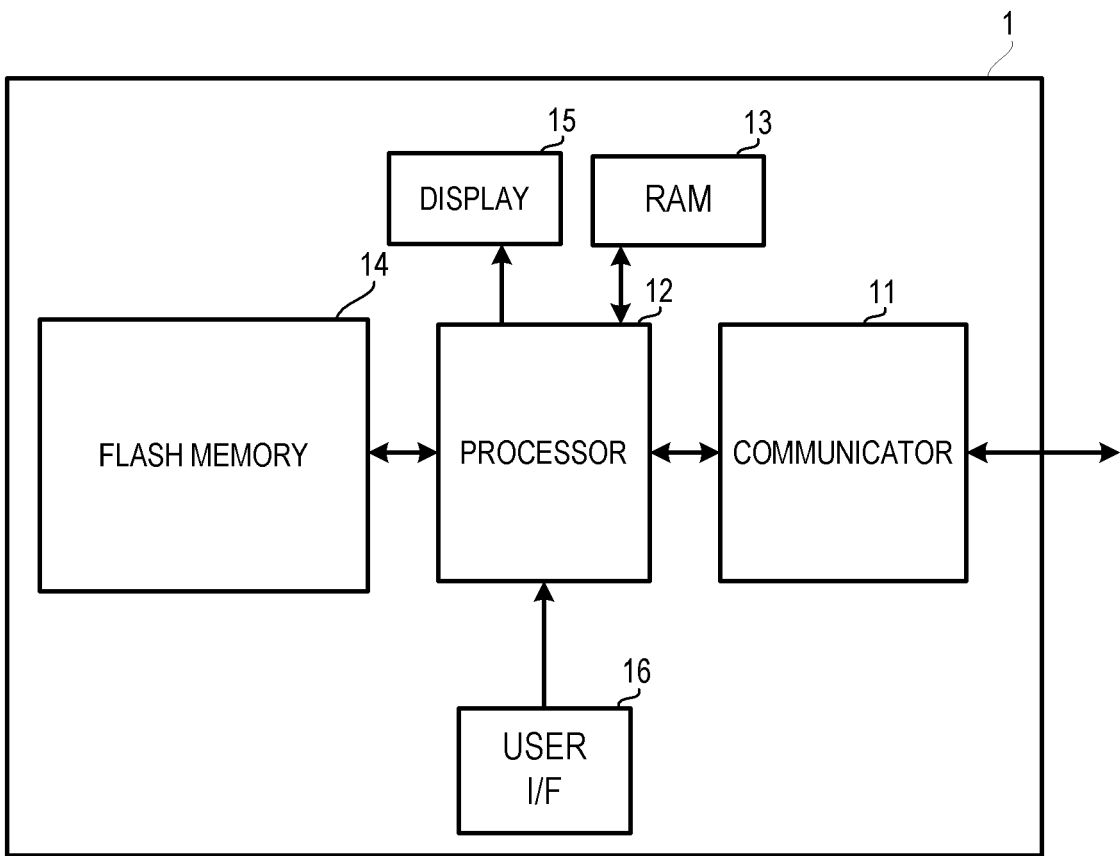 1
15
DISPLAY
13
RAM
14
FLASH MEMORY
12
PROCESSOR
11
COMMUNICATOR
16
USER
I/F